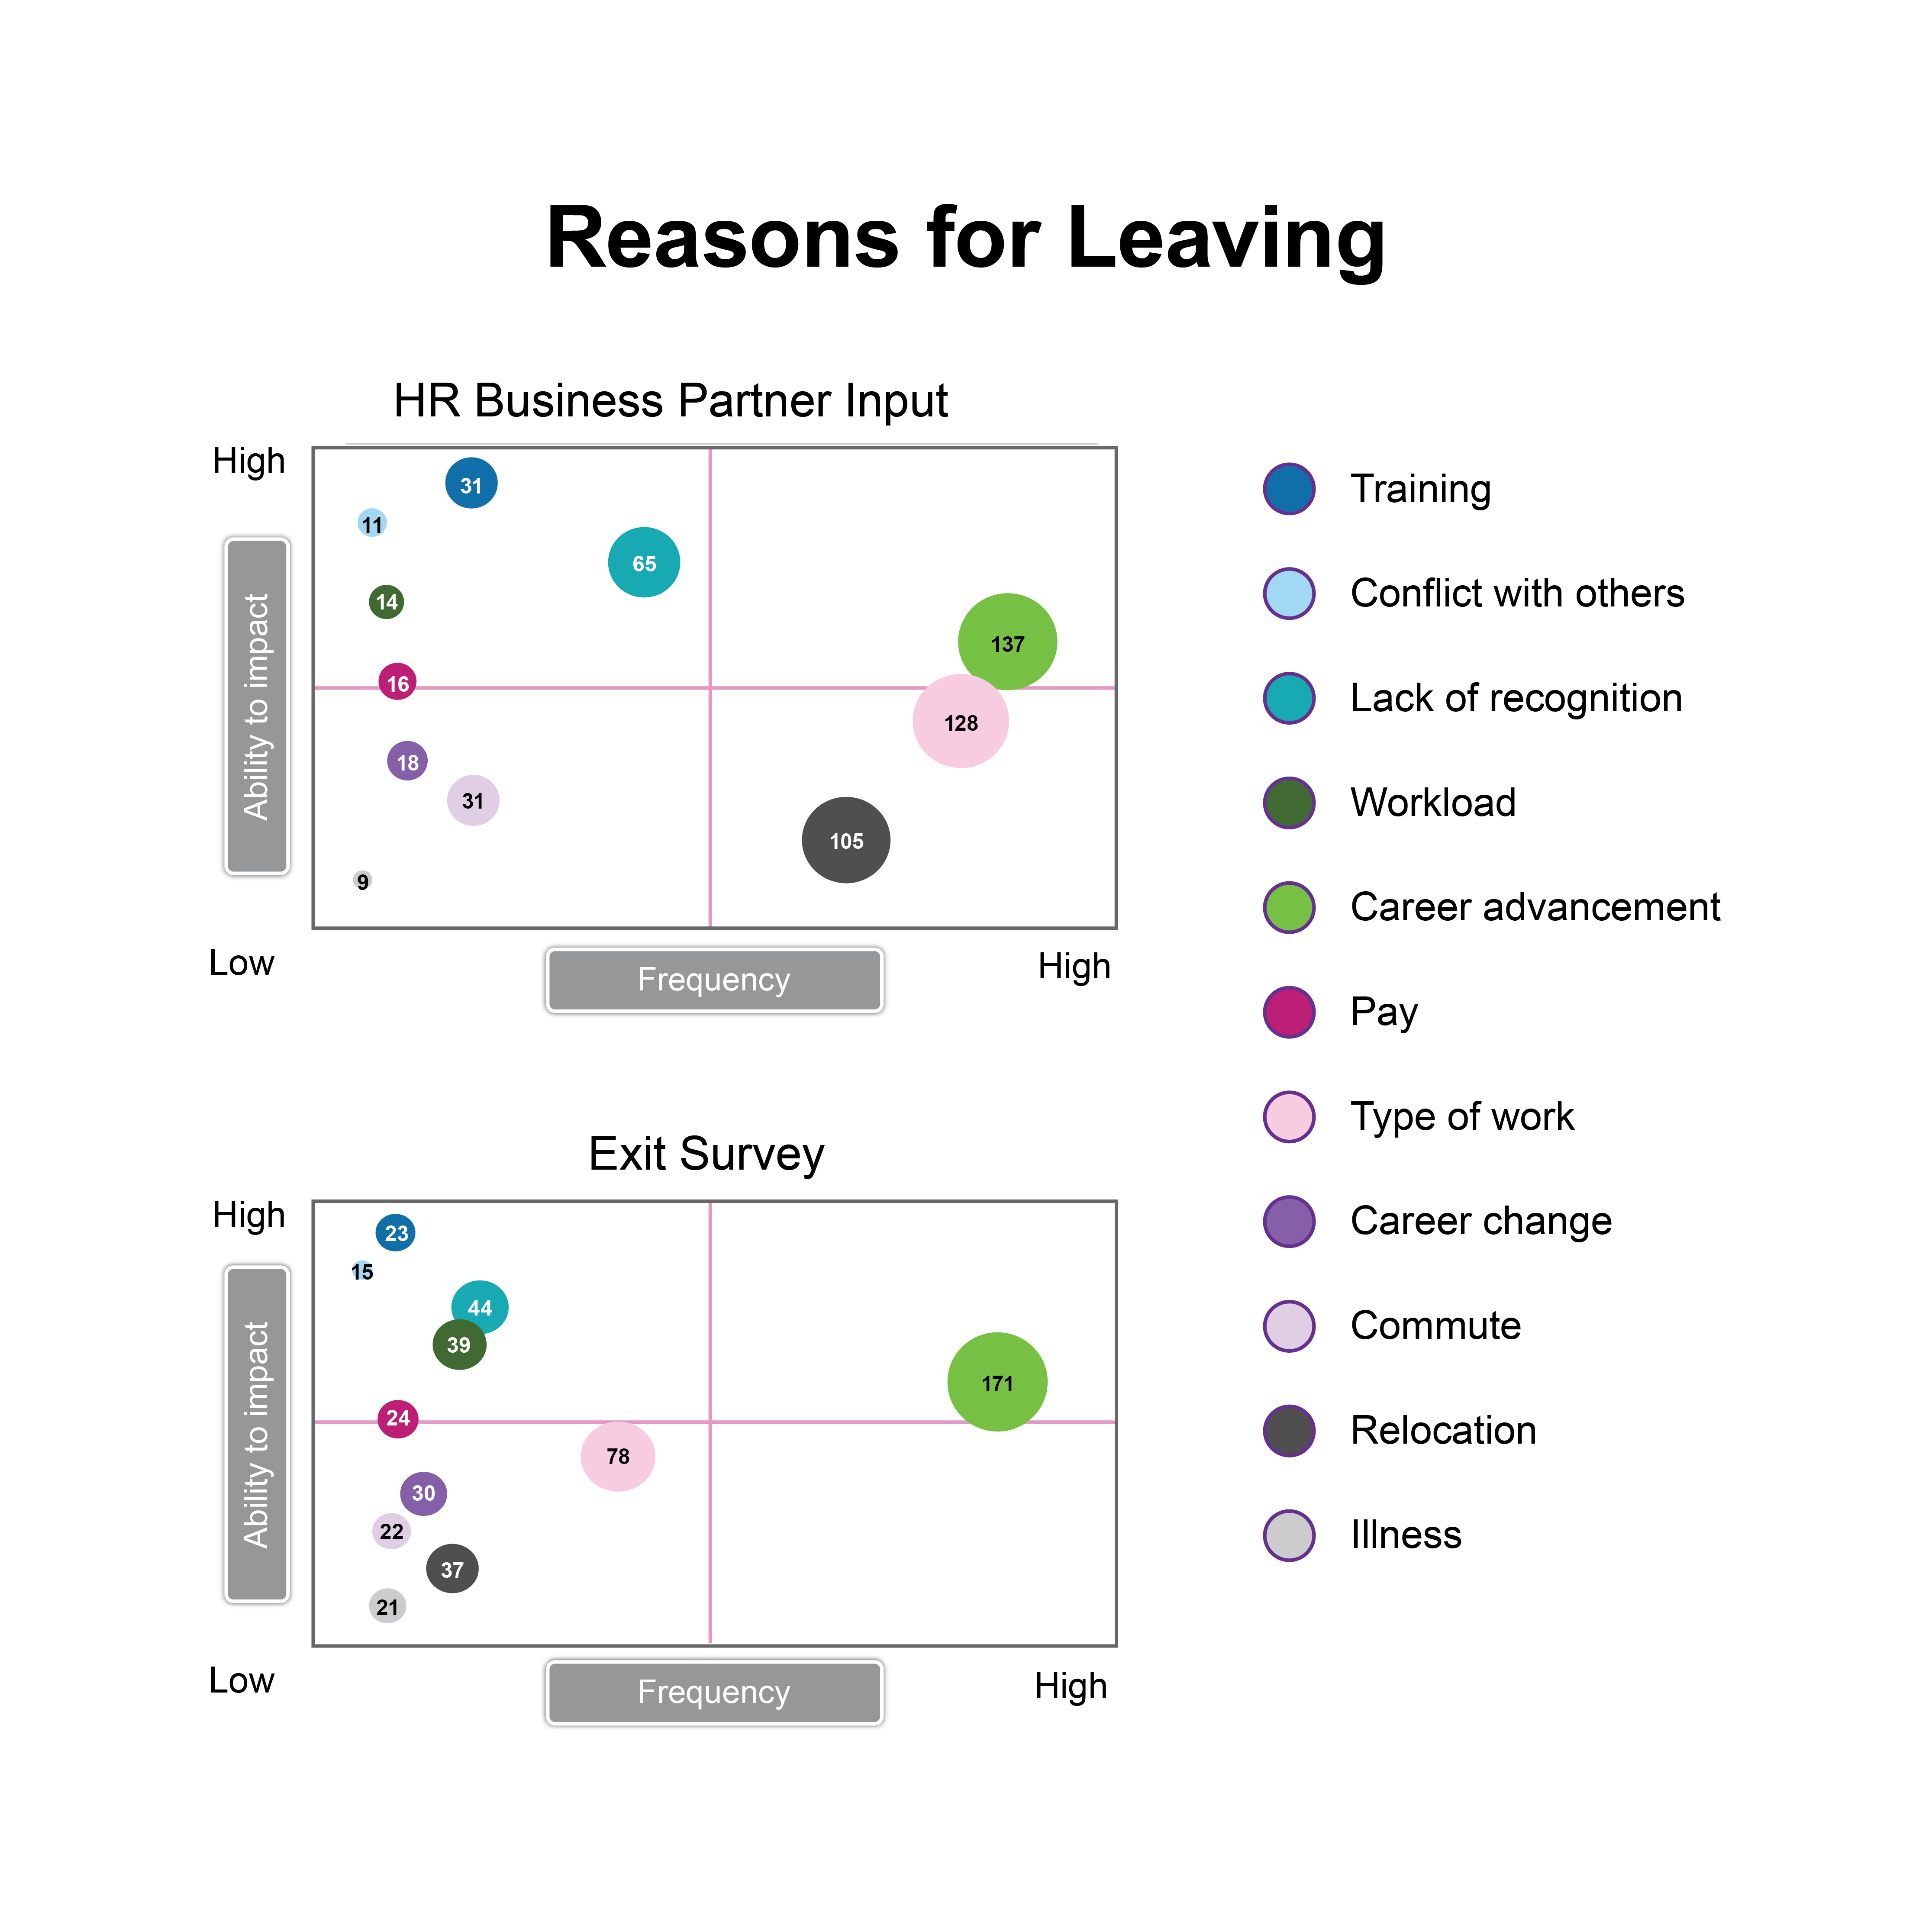 Reasons for Leaving
HR Business Partner Input
High
Ability to impact
31
11
65
14
137
16
128
18
31
105
9
Low
High
Frequency
Exit Survey
High
Ability to impact
23
15
44
39
171
24
78
30
22
37
21
Low
High
Frequency
Training
Conflict with others
Lack of recognition
Workload
Career advancement
Pay
Type of work
Career change
Commute
Relocation
Illness